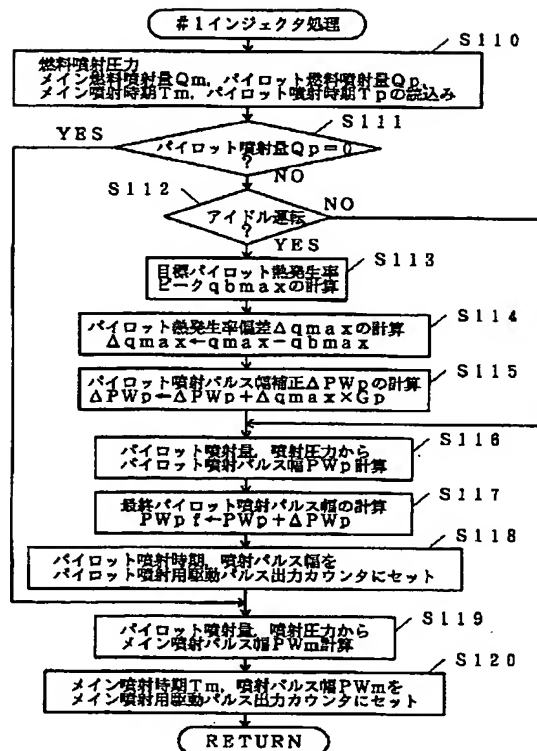 #1インジェクタ処理
S110
燃料噴射圧力
メイン燃料噴射量Qm, パイロット燃料噴射量Qp
メイン噴射時期Tm, パイロット噴射時期Tpの読込み
S111
YES
パイロット噴射量Qp=0
?
NO
S112
NO
アイドル運転
?
YES
S113
目標パイロット熱発生率
ピークqbmaxの計算
S114
パイロット熱発生率偏差Δqmaxの計算
Δqmax←qmax−qbmax
S115
パイロット噴射パルス幅補正ΔPWpの計算
ΔPWp←ΔPWp+Δqmax×Gp
S116
パイロット噴射量, 噴射圧力から
パイロット噴射パルス幅PWp計算
S117
最終パイロット噴射パルス幅の計算
PWpf←PWp+ΔPWp
S118
パイロット噴射時期, 噴射パルス幅を
パイロット噴射用駆動パルス出力カウンタにセット
S119
パイロット噴射量, 噴射圧力から
メイン噴射パルス幅PWm計算
S120
メイン噴射時期Tm, 噴射パルス幅PWmを
メイン噴射用駆動パルス出力カウンタにセット
RETURN